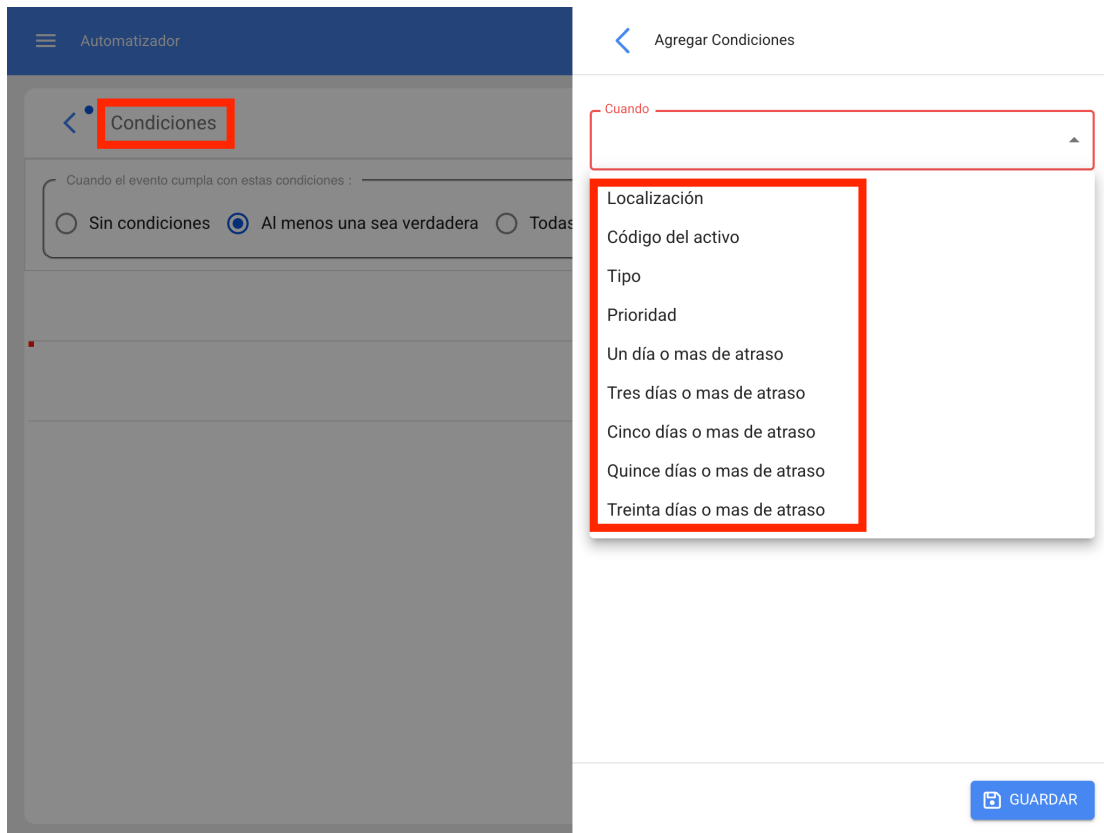 Automatizador
Condiciones
Cuando el evento cumpla con estas condiciones :
Sin condiciones
Al menos una sea verdadera
Todas
Agregar Condiciones
Cuando
Localización
Código del activo
Tipo
Prioridad
Un día o mas de atraso
Tres días o mas de atraso
Cinco días o mas de atraso
Quince días o mas de atraso
Treinta días o mas de atraso
GUARDAR